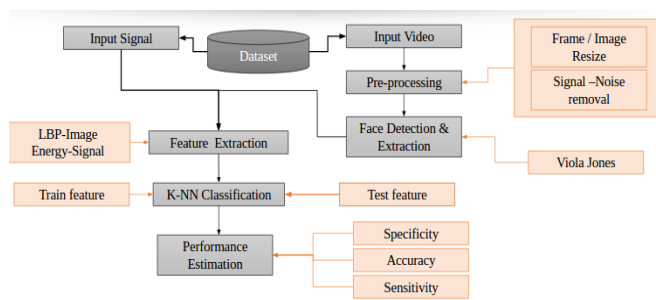 Input Signal
Dataset
Input Video
Frame / Image
Resize
Pre-processing
Signal –Noise
removal
LBP-Image
Energy-Signal
Feature Extraction
Face Detection &
Extraction
Viola Jones
Train feature
K-NN Classification
Test feature
Performance
Estimation
Specificity
Accuracy
Sensitivity